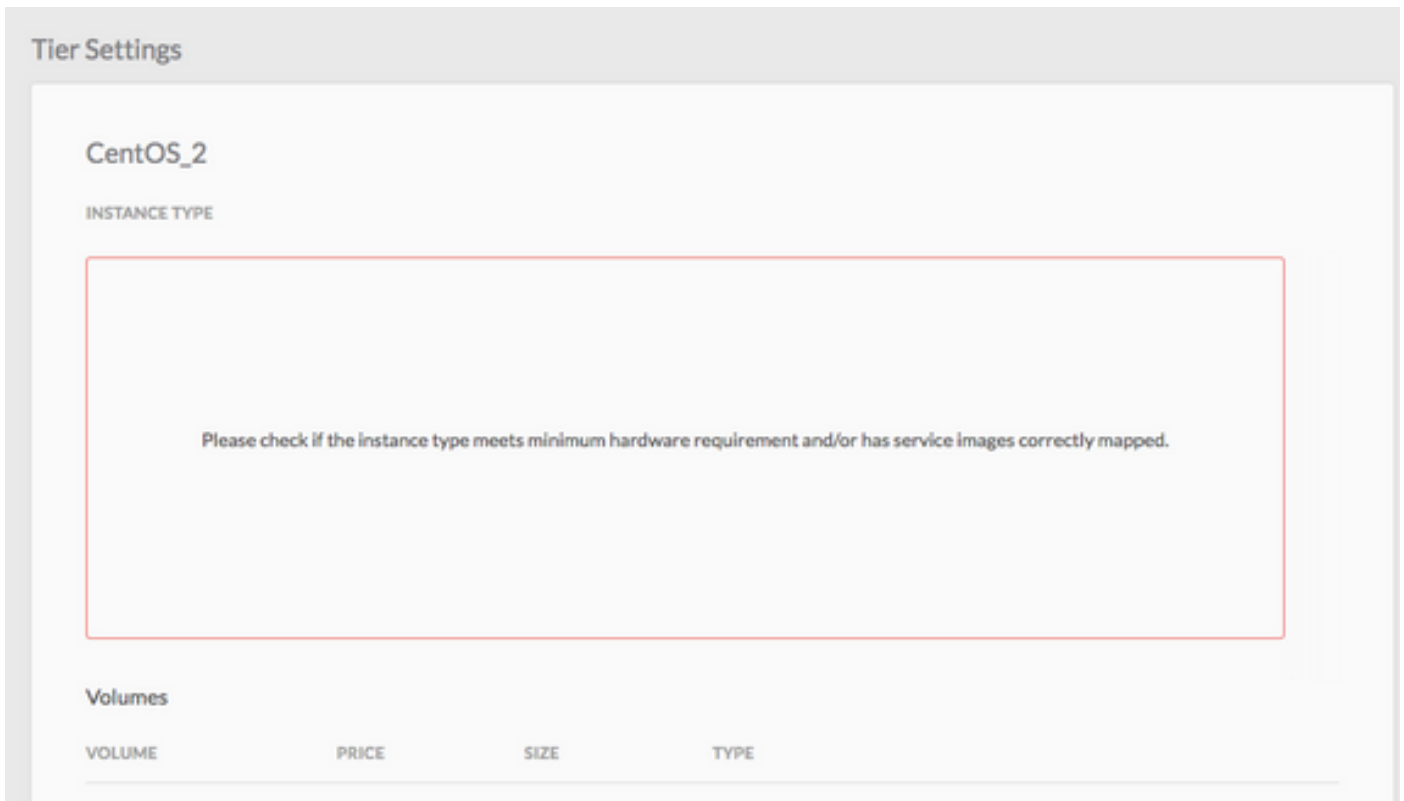 Tier Settings
CentOS_2
INSTANCE TYPE
Please check if the instance type meets minimum hardware requirement and/or has service images correctly mapped.
Volumes
VOLUME PRICE SIZE TYPE